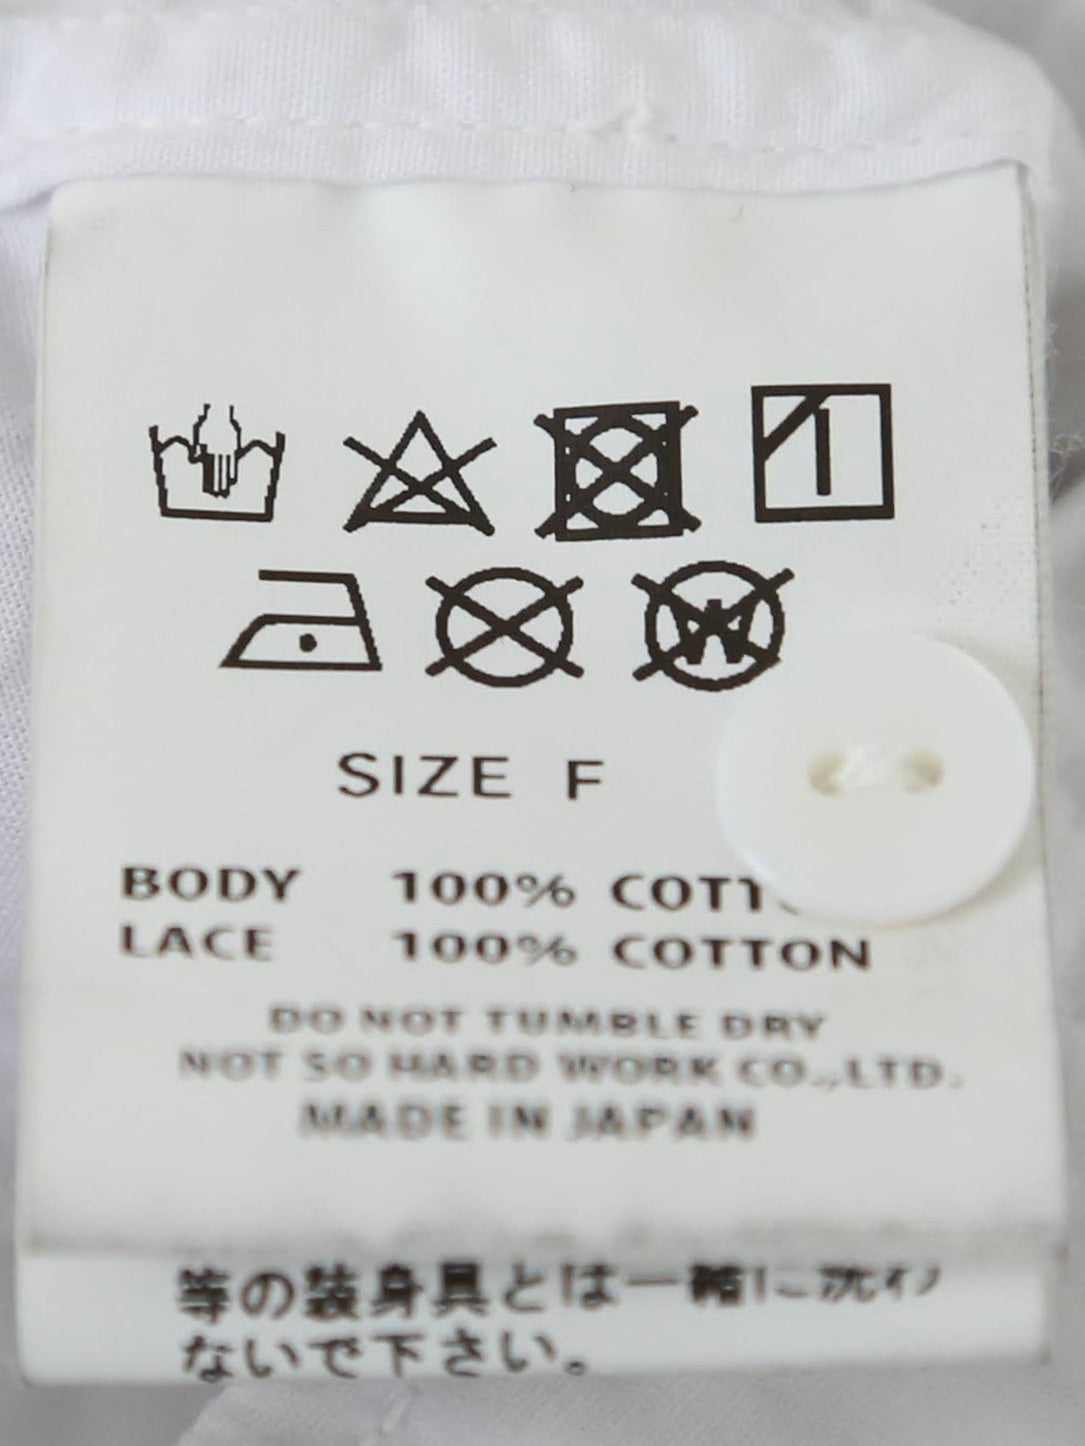 SIZE F
BODY 100% COTT
LACE 100% COTTON
DO NOT TUMBLE DRY
NOT SO HARD WORK CO.,LTD.
MADE IN JAPAN
等の装身具とは一緒に洗わ
ないで下さい。